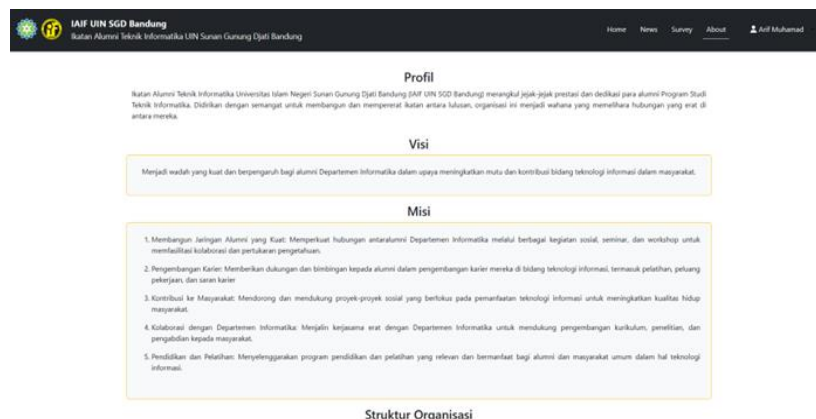 IAIF UIN SGD Bandung
Ikatan Alumni Teknik Informatika UIN Sunan Gunung Djati Bandung
Home News Survey About Arif Muhamad
Profil
Ikatan Alumni Teknik Informatika Universitas Islam Negeri Sunan Gunung Djati Bandung (IAIF UIN SGD Bandung) merangkul jejak-jejak prestasi dan dedikasi para alumni Program Studi
Teknik Informatika. Didirikan dengan semangat untuk membangun dan mempererat ikatan antara lulusan, organisasi ini menjadi wahana yang memelihara hubungan yang erat di
antara mereka.
Visi
Menjadi wadah yang kuat dan berpengaruh bagi alumni Departemen Informatika dalam upaya meningkatkan mutu dan kontribusi bidang teknologi informasi dalam masyarakat.
Misi
1. Membangun Jaringan Alumni yang Kuat: Memperkuat hubungan antaralumni Departemen Informatika melalui berbagai kegiatan sosial, seminar, dan workshop untuk
memfasilitasi kolaborasi dan pertukaran pengetahuan.
2. Pengembangan Karier: Memberikan dukungan dan bimbingan kepada alumni dalam pengembangan karier mereka di bidang teknologi informasi, termasuk pelatihan, peluang
pekerjaan, dan saran karier
3. Kontribusi ke Masyarakat: Mendorong dan mendukung proyek-proyek sosial yang berfokus pada pemanfaatan teknologi informasi untuk meningkatkan kualitas hidup
masyarakat.
4. Kolaborasi dengan Departemen Informatika: Menjalin kerjasama erat dengan Departemen Informatika untuk mendukung pengembangan kurikulum, penelitian, dan
pengabdian kepada masyarakat.
5. Pendidikan dan Pelatihan: Menyelenggarakan program pendidikan dan pelatihan yang relevan dan bermanfaat bagi alumni dan masyarakat umum dalam hal teknologi
informasi.
Struktur Organisasi